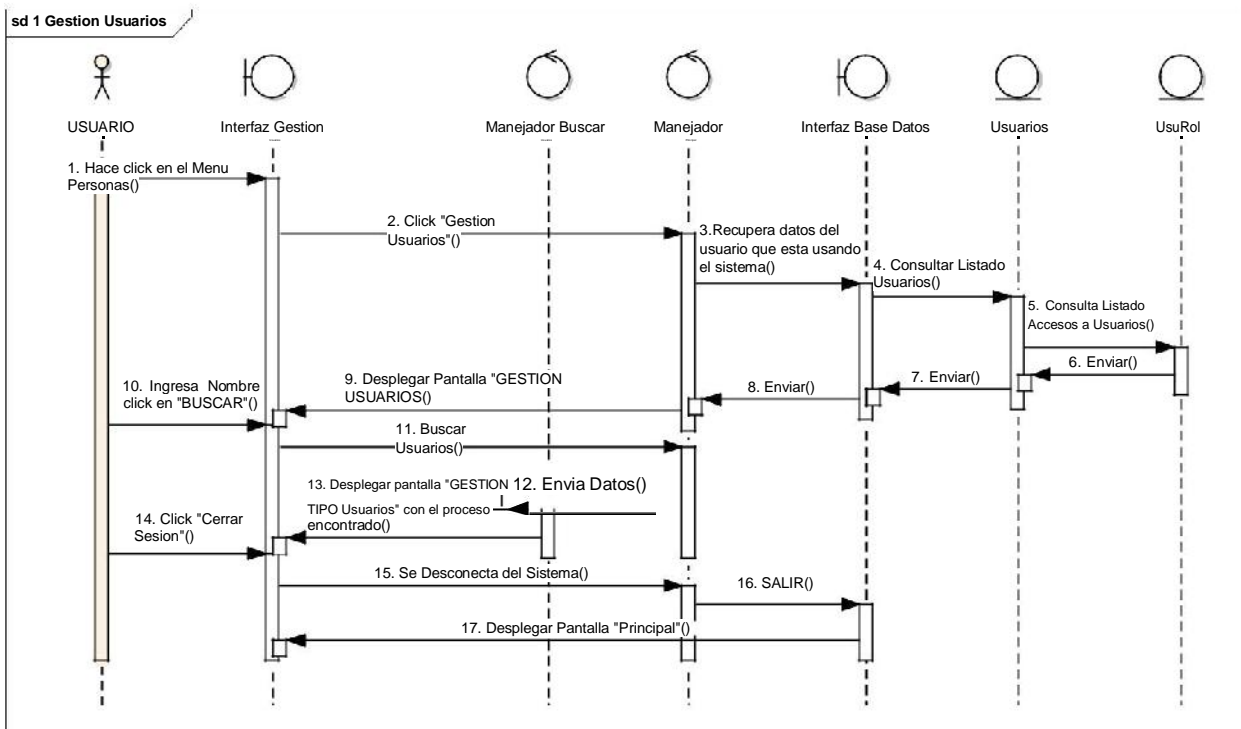 sd 1 Gestion Usuarios
USUARIO
Interfaz Gestion
Manejador Buscar
Manejador
Interfaz Base Datos
Usuarios
UsuRol
1. Hace click en el Menu
Personas()
2. Click "Gestion
Usuarios"()
3.Recupera datos del
usuario que esta usando
el sistema()
4. Consultar Listado
Usuarios()
5. Consulta Listado
Accesos a Usuarios()
6. Enviar()
7. Enviar()
8. Enviar()
9. Desplegar Pantalla "GESTION
USUARIOS()
10. Ingresa Nombre
click en "BUSCAR"()
11. Buscar
Usuarios()
12. Envia Datos()
13. Desplegar pantalla "GESTION
TIPO Usuarios" con el proceso
encontrado()
14. Click "Cerrar
Sesion"()
15. Se Desconecta del Sistema()
16. SALIR()
17. Desplegar Pantalla "Principal"()